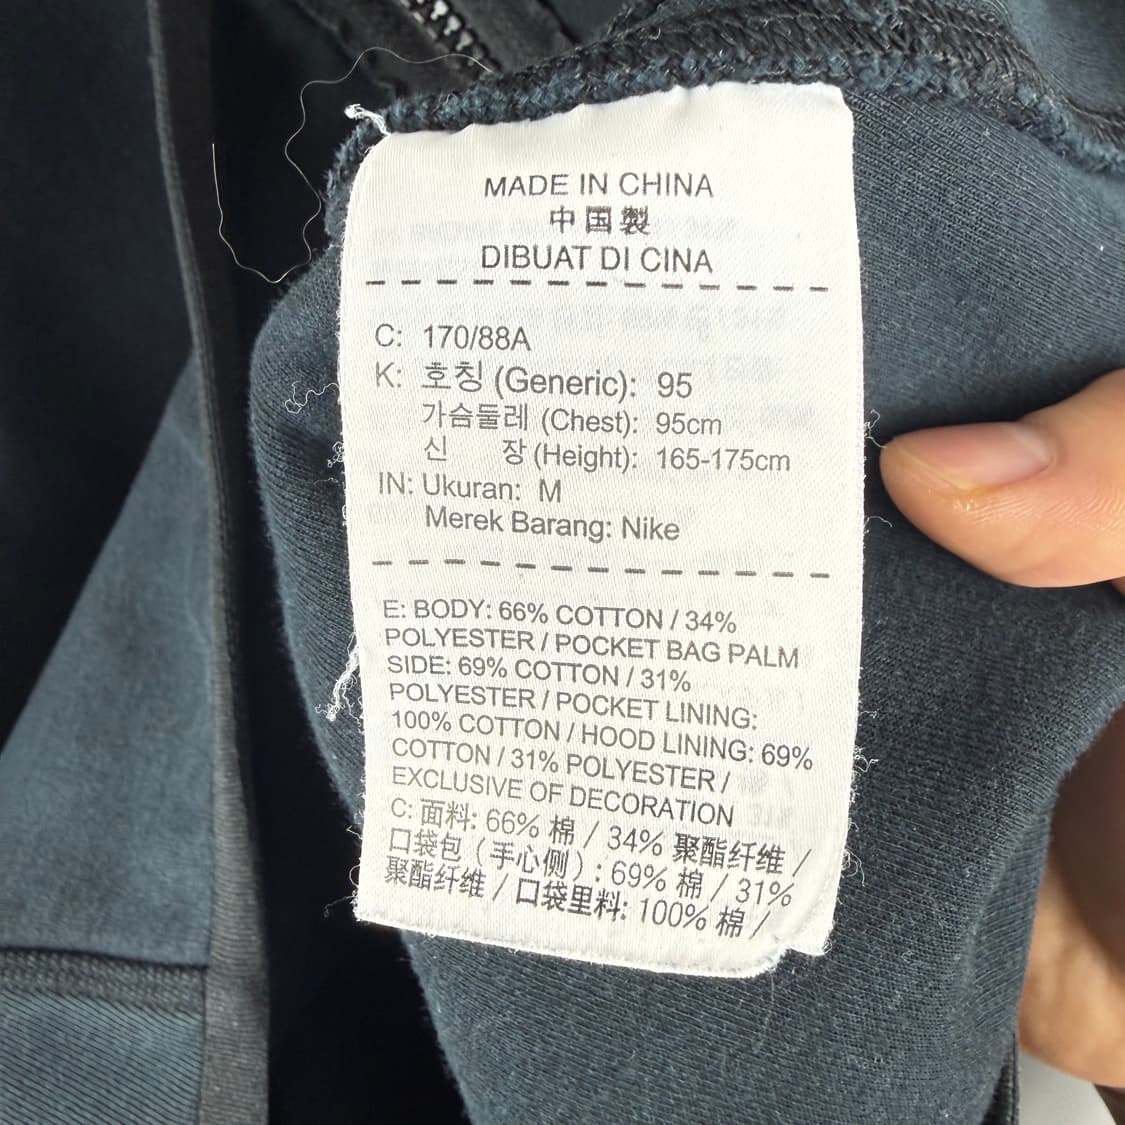 MADE IN CHINA
中国製
DIBUAT DI CINA
C: 170/88A
K: 호칭 (Generic): 95
가슴둘레 (Chest): 95cm
신 장 (Height): 165-175cm
IN: Ukuran: M
Merek Barang: Nike
E: BODY: 66% COTTON / 34%
POLYESTER / POCKET BAG PALM
SIDE: 69% COTTON / 31%
POLYESTER / POCKET LINING:
100% COTTON / HOOD LINING: 69%
COTTON / 31% POLYESTER /
EXCLUSIVE OF DECORATION
C: 面料: 66% 棉 / 34% 聚酯纤维 /
口袋包（手心侧）: 69% 棉 / 31%
聚酯纤维 / 口袋里料: 100% 棉 /